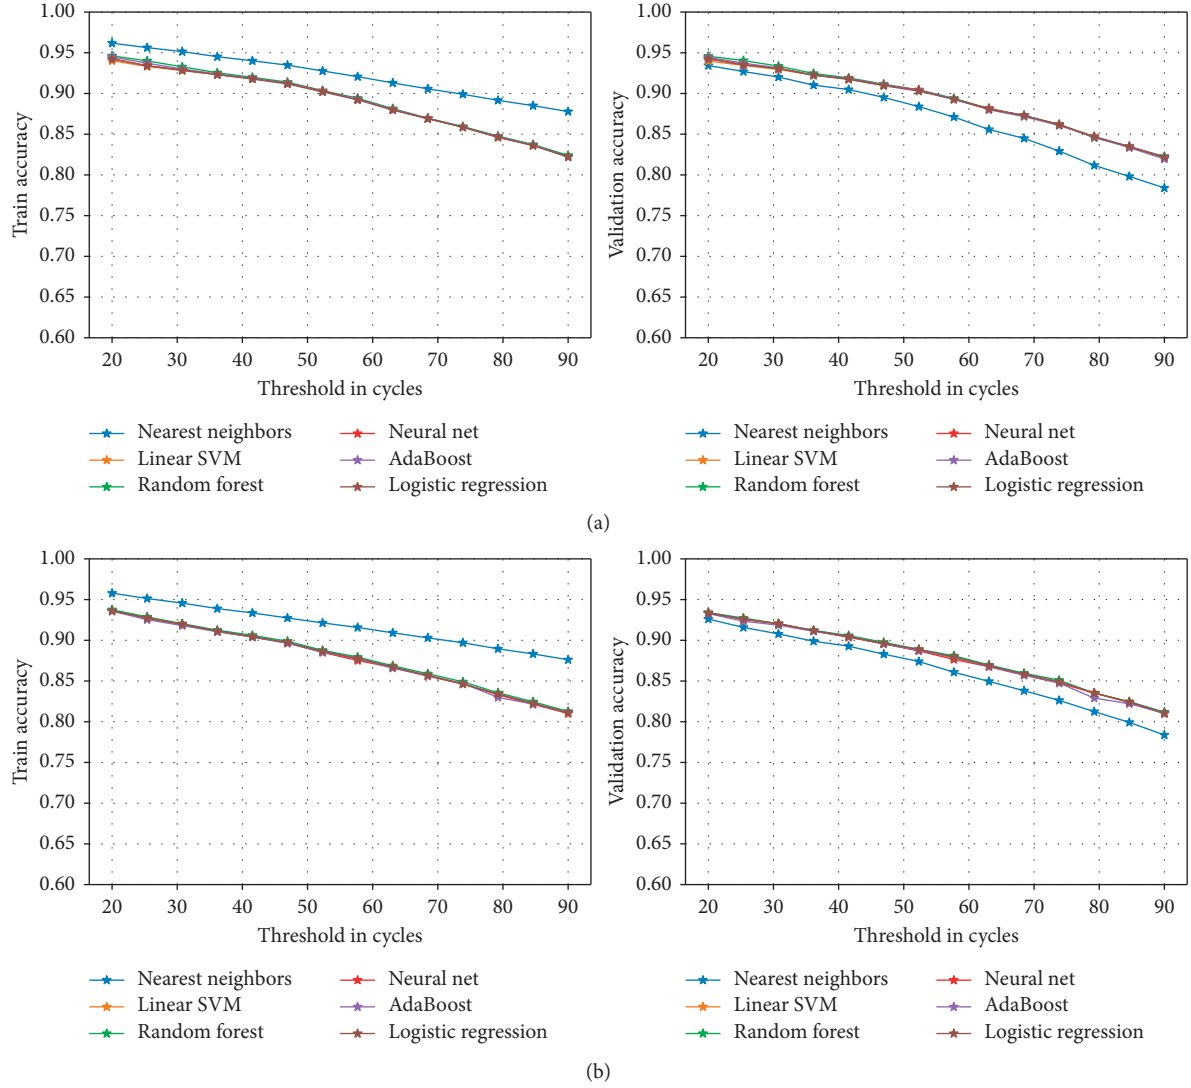 1.00
0.95
0.90
0.85
0.80
0.75
0.70
0.65
0.60
Train accuracy
20 30 40 50 60 70 80 90
Threshold in cycles
Nearest neighbors
Linear SVM
Random forest
Neural net
AdaBoost
Logistic regression
1.00
0.95
0.90
0.85
0.80
0.75
0.70
0.65
0.60
Validation accuracy
20 30 40 50 60 70 80 90
Threshold in cycles
Nearest neighbors
Linear SVM
Random forest
Neural net
AdaBoost
Logistic regression
(a)
1.00
0.95
0.90
0.85
0.80
0.75
0.70
0.65
0.60
Train accuracy
20 30 40 50 60 70 80 90
Threshold in cycles
Nearest neighbors
Linear SVM
Random forest
Neural net
AdaBoost
Logistic regression
1.00
0.95
0.90
0.85
0.80
0.75
0.70
0.65
0.60
Validation accuracy
20 30 40 50 60 70 80 90
Threshold in cycles
Nearest neighbors
Linear SVM
Random forest
Neural net
AdaBoost
Logistic regression
(b)